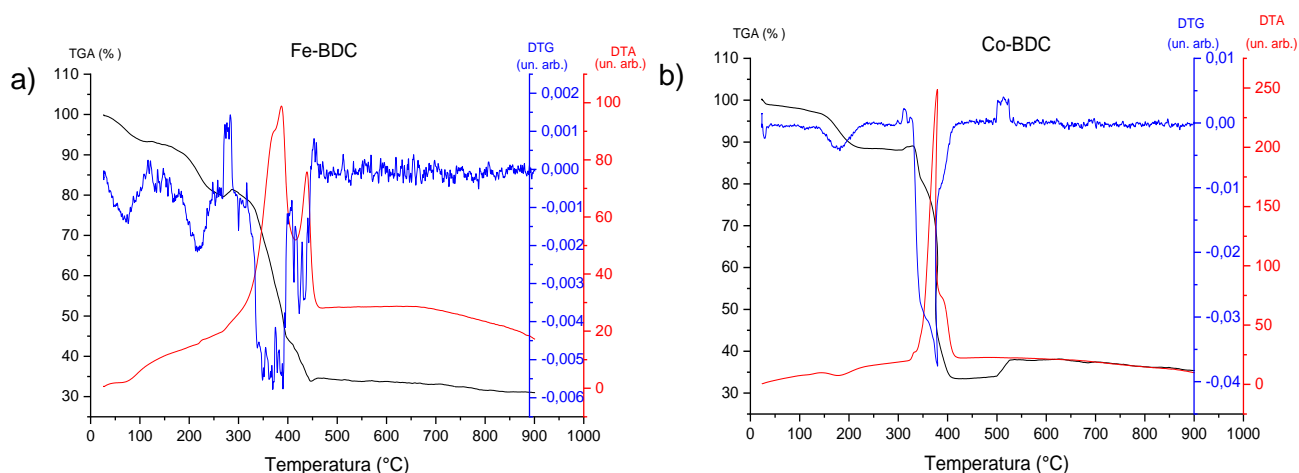 a)
Fe-BDC
TGA (% )
DTG
(un. arb.)
DTA
(un. arb.)
110
100
90
80
70
60
50
40
30
0,002
0,001
0,000
-0,001
-0,002
-0,003
-0,004
-0,005
-0,006
100
80
60
40
20
0
0 100 200 300 400 500 600 700 800 900 1000
Temperatura (°C)
b)
Co-BDC
TGA (% )
DTG
(un. arb.)
DTA
(un. arb.)
110
100
90
80
70
60
50
40
30
0,01
0,00
-0,01
-0,02
-0,03
-0,04
250
200
150
100
50
0
0 100 200 300 400 500 600 700 800 900 1000
Temperatura (°C)